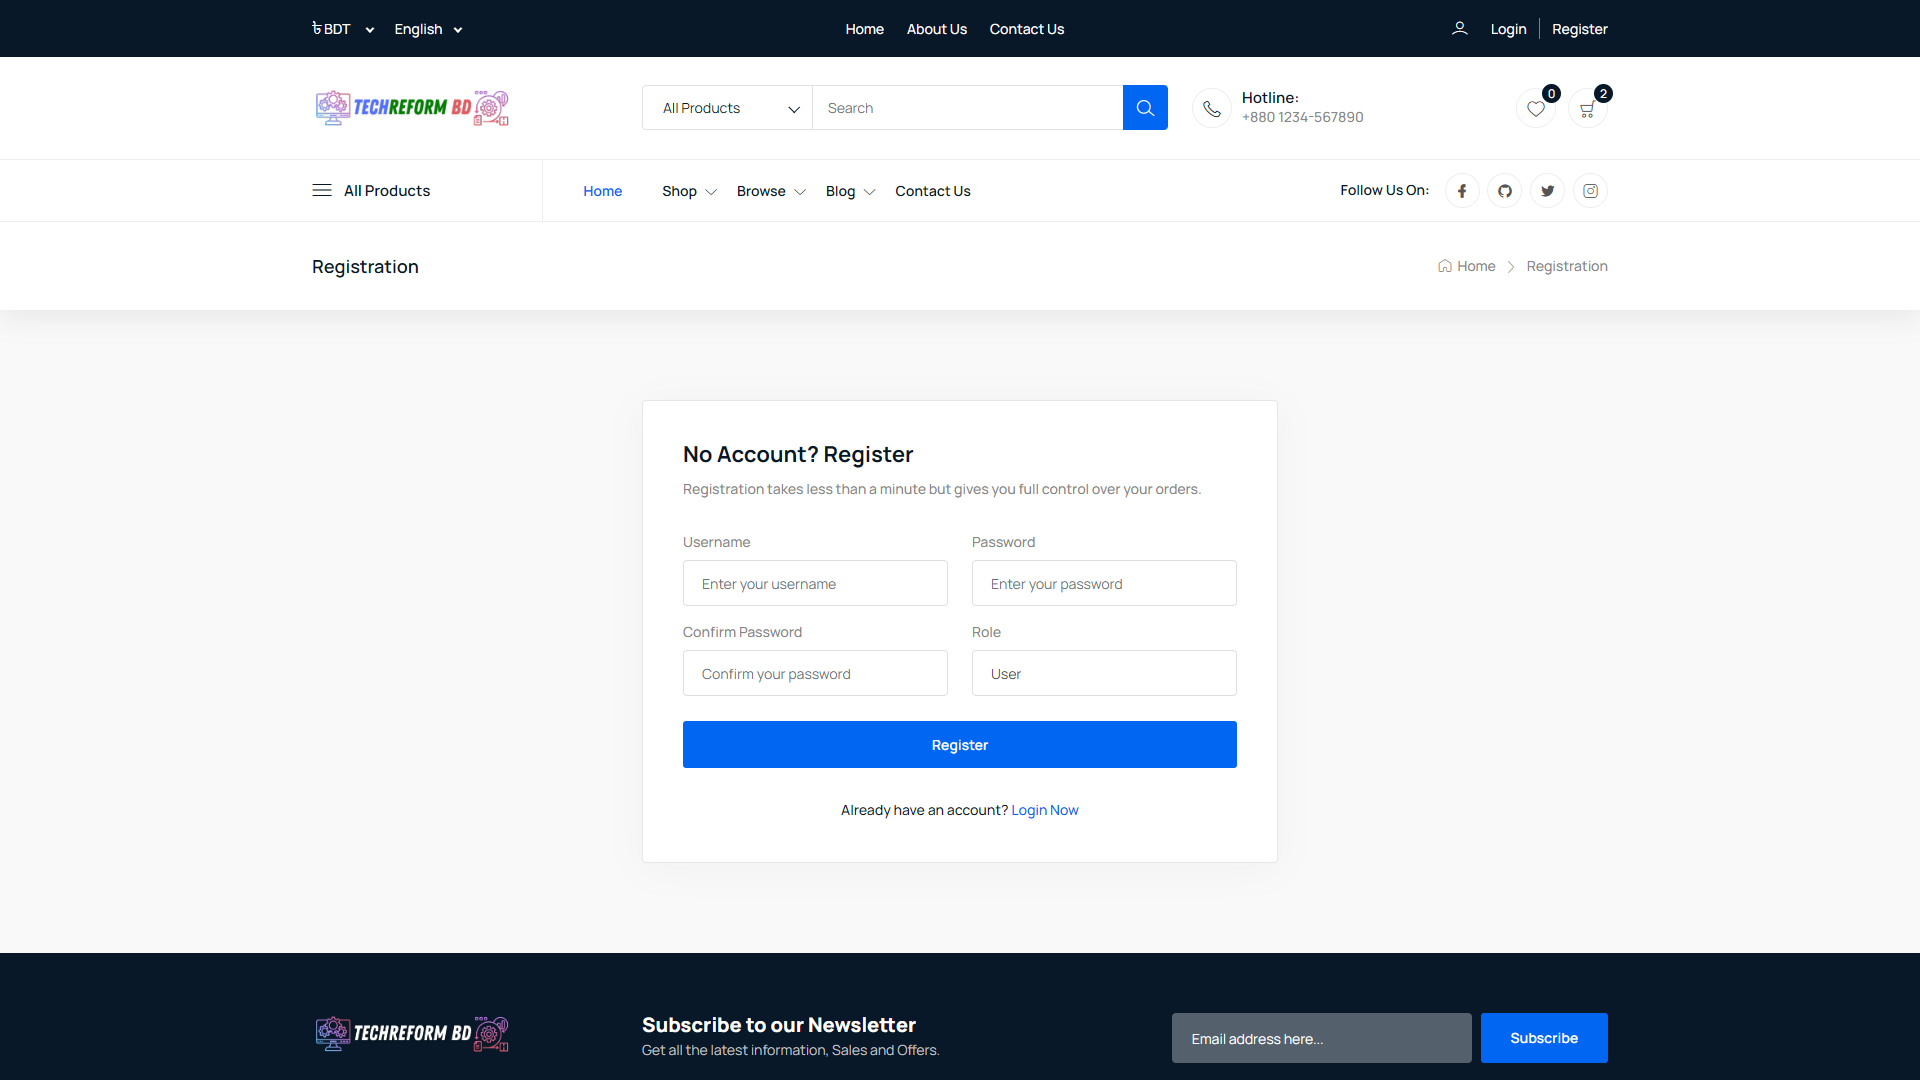 ৳ BDT English Home About Us Contact Us Login Register
TECHREFORM BD All Products Search Hotline: 0 2
+880 1234-567890
All Products Home Shop Browse Blog Contact Us Follow Us On:
Registration Home Registration
No Account? Register
Registration takes less than a minute but gives you full control over your orders.
Username Password
Enter your username Enter your password
Confirm Password Role
Confirm your password User
Register
Already have an account? Login Now
TECHREFORM BD Subscribe to our Newsletter Email address here... Subscribe
Get all the latest information, Sales and Offers.